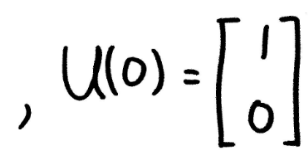 , U(0) = [1
0]